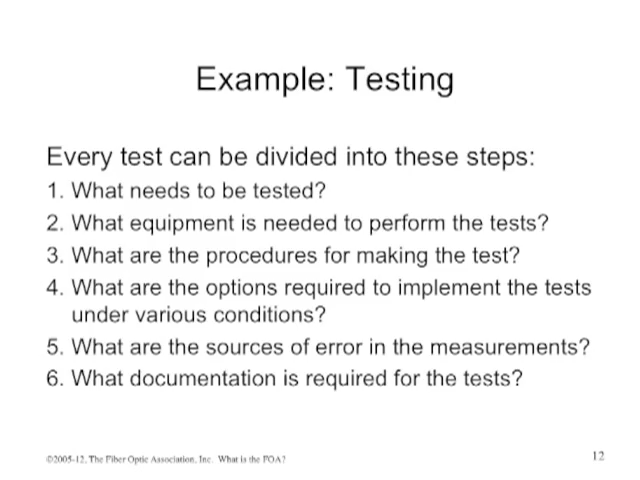 Example: Testing
Every test can be divided into these steps:
1. What needs to be tested?
2. What equipment is needed to perform the tests?
3. What are the procedures for making the test?
4. What are the options required to implement the tests
under various conditions?
5. What are the sources of error in the measurements?
6. What documentation is required for the tests?
©2005-12, The Fiber Optic Association, Inc. What is the FOA?
12